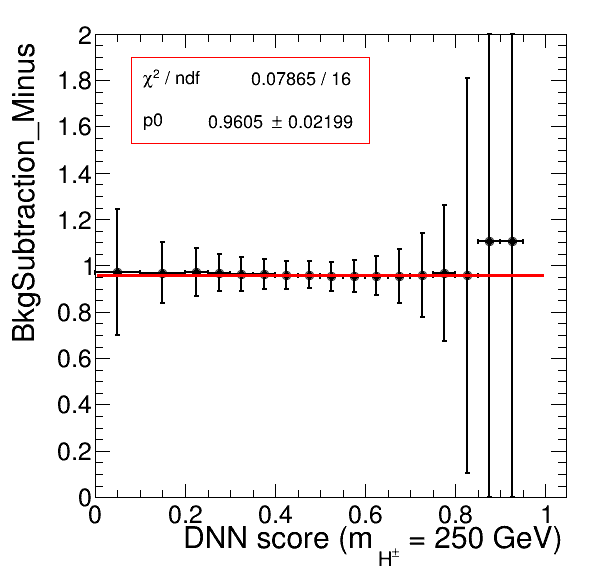 BkgSubtraction_Minus
2
1.8
1.6
1.4
1.2
1
0.8
0.6
0.4
0.2
0
χ² / ndf 0.07865 / 16
p0 0.9605 ± 0.02199
0 0.2 0.4 0.6 0.8 1
DNN score (m_H± = 250 GeV)